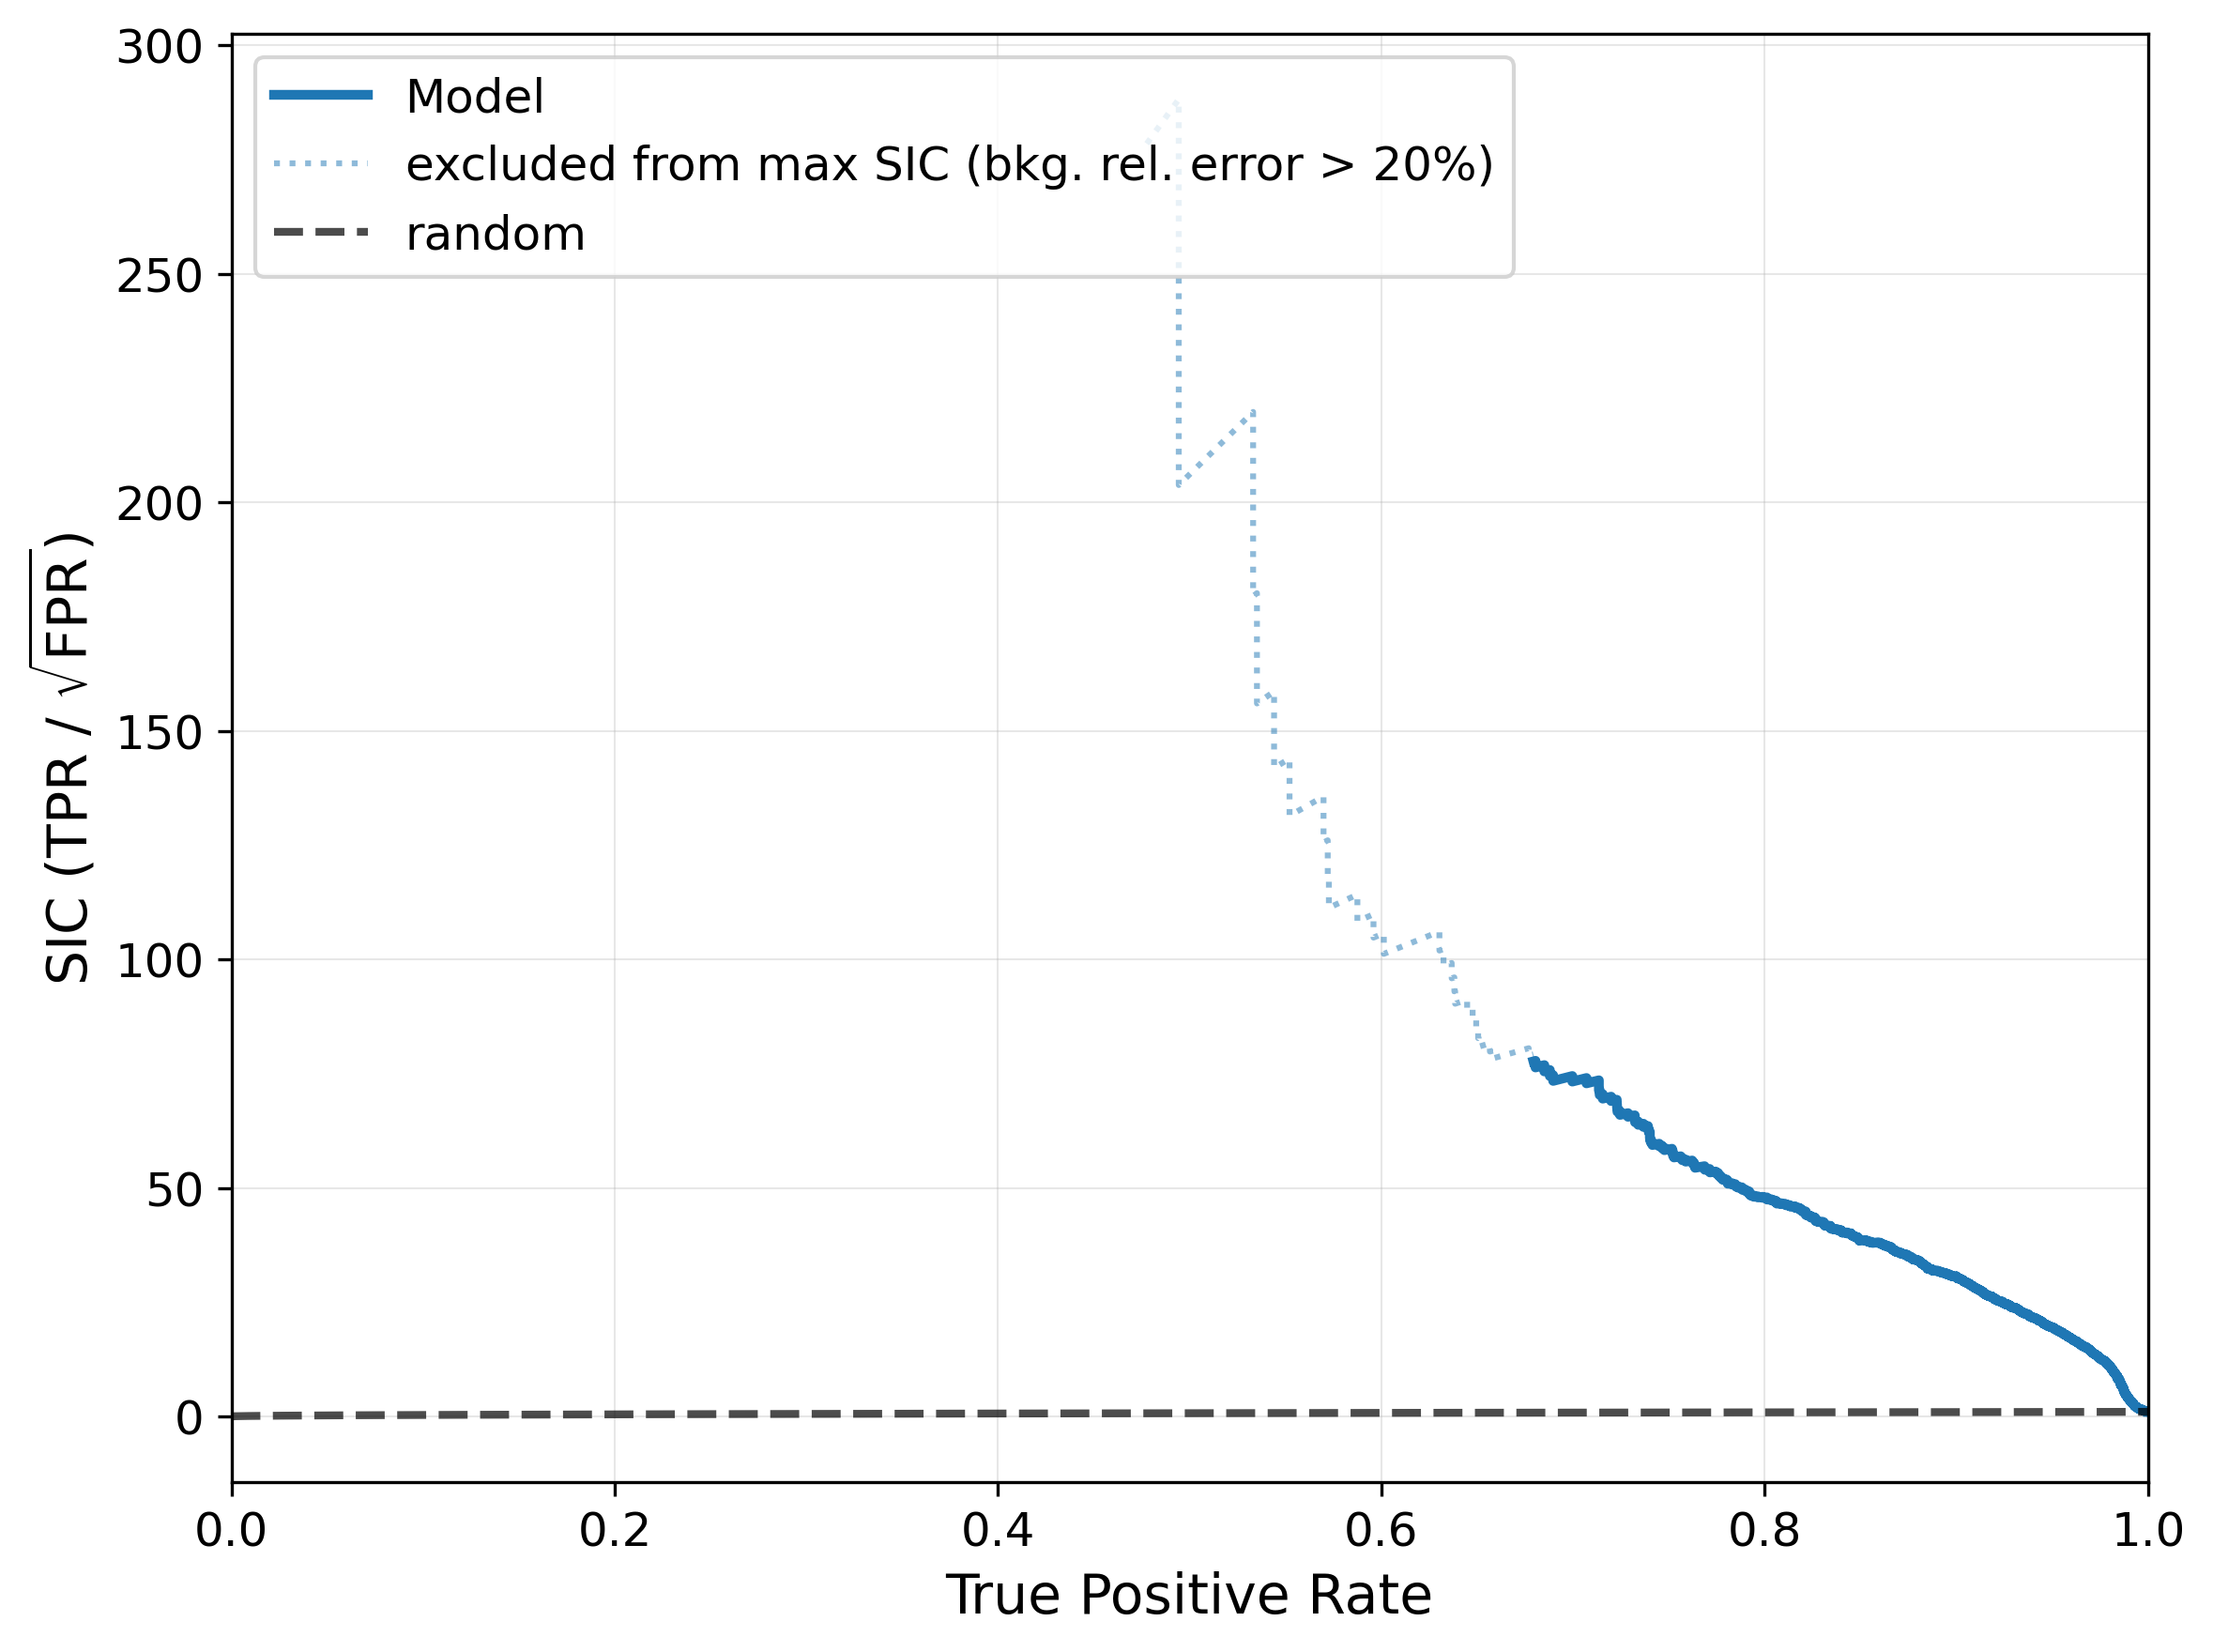 300
250
200
150
100
50
0
SIC (TPR / √FPR)
Model
excluded from max SIC (bkg. rel. error > 20%)
random
0.0 0.2 0.4 0.6 0.8 1.0
True Positive Rate